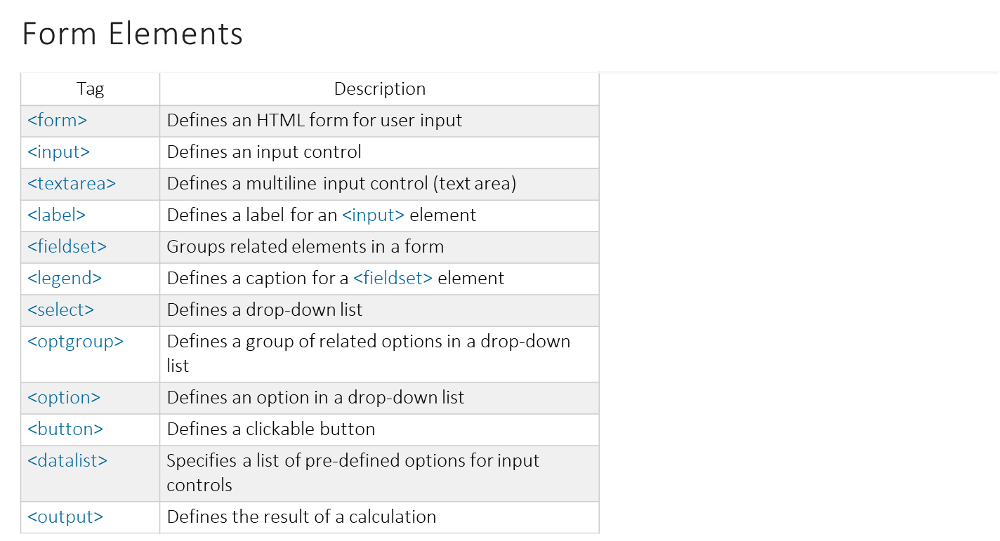 Form Elements
Tag Description
<form> Defines an HTML form for user input
<input> Defines an input control
<textarea> Defines a multiline input control (text area)
<label> Defines a label for an <input> element
<fieldset> Groups related elements in a form
<legend> Defines a caption for a <fieldset> element
<select> Defines a drop-down list
<optgroup> Defines a group of related options in a drop-down
list
<option> Defines an option in a drop-down list
<button> Defines a clickable button
<datalist> Specifies a list of pre-defined options for input
controls
<output> Defines the result of a calculation